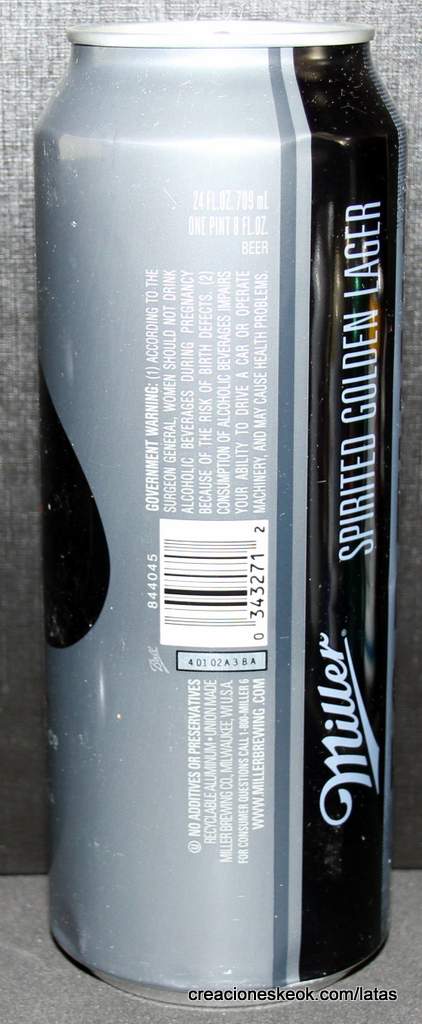 24 FL.OZ. 709 mL
ONE PINT 8 FL.OZ.
BEER
GOVERNMENT WARNING: (1) ACCORDING TO THE
SURGEON GENERAL, WOMEN SHOULD NOT DRINK
ALCOHOLIC BEVERAGES DURING PREGNANCY
BECAUSE OF THE RISK OF BIRTH DEFECTS. (2)
CONSUMPTION OF ALCOHOLIC BEVERAGES IMPAIRS
YOUR ABILITY TO DRIVE A CAR OR OPERATE
MACHINERY, AND MAY CAUSE HEALTH PROBLEMS.
844045
0 343271 2
Ball
40102A3BA
NO ADDITIVES OR PRESERVATIVES
RECYCLABLE ALUMINUM • UNION MADE
MILLER BREWING CO., MILWAUKEE, WI U.S.A.
FOR CONSUMER QUESTIONS CALL 1-800-MILLER 6
WWW.MILLERBREWING.COM
Miller
SPIRITED GOLDEN LAGER
creacioneskeok.com/latas